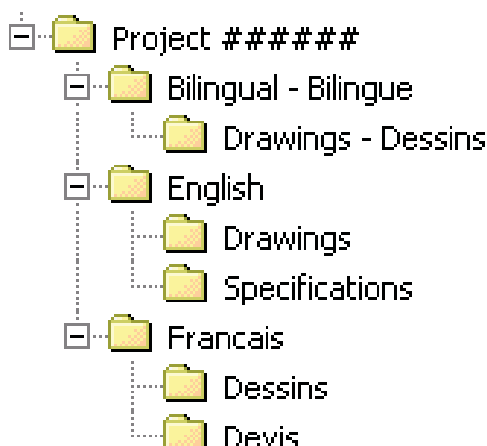 Project ######
Bilingual - Bilingue
Drawings - Dessins
English
Drawings
Specifications
Francais
Dessins
Devis